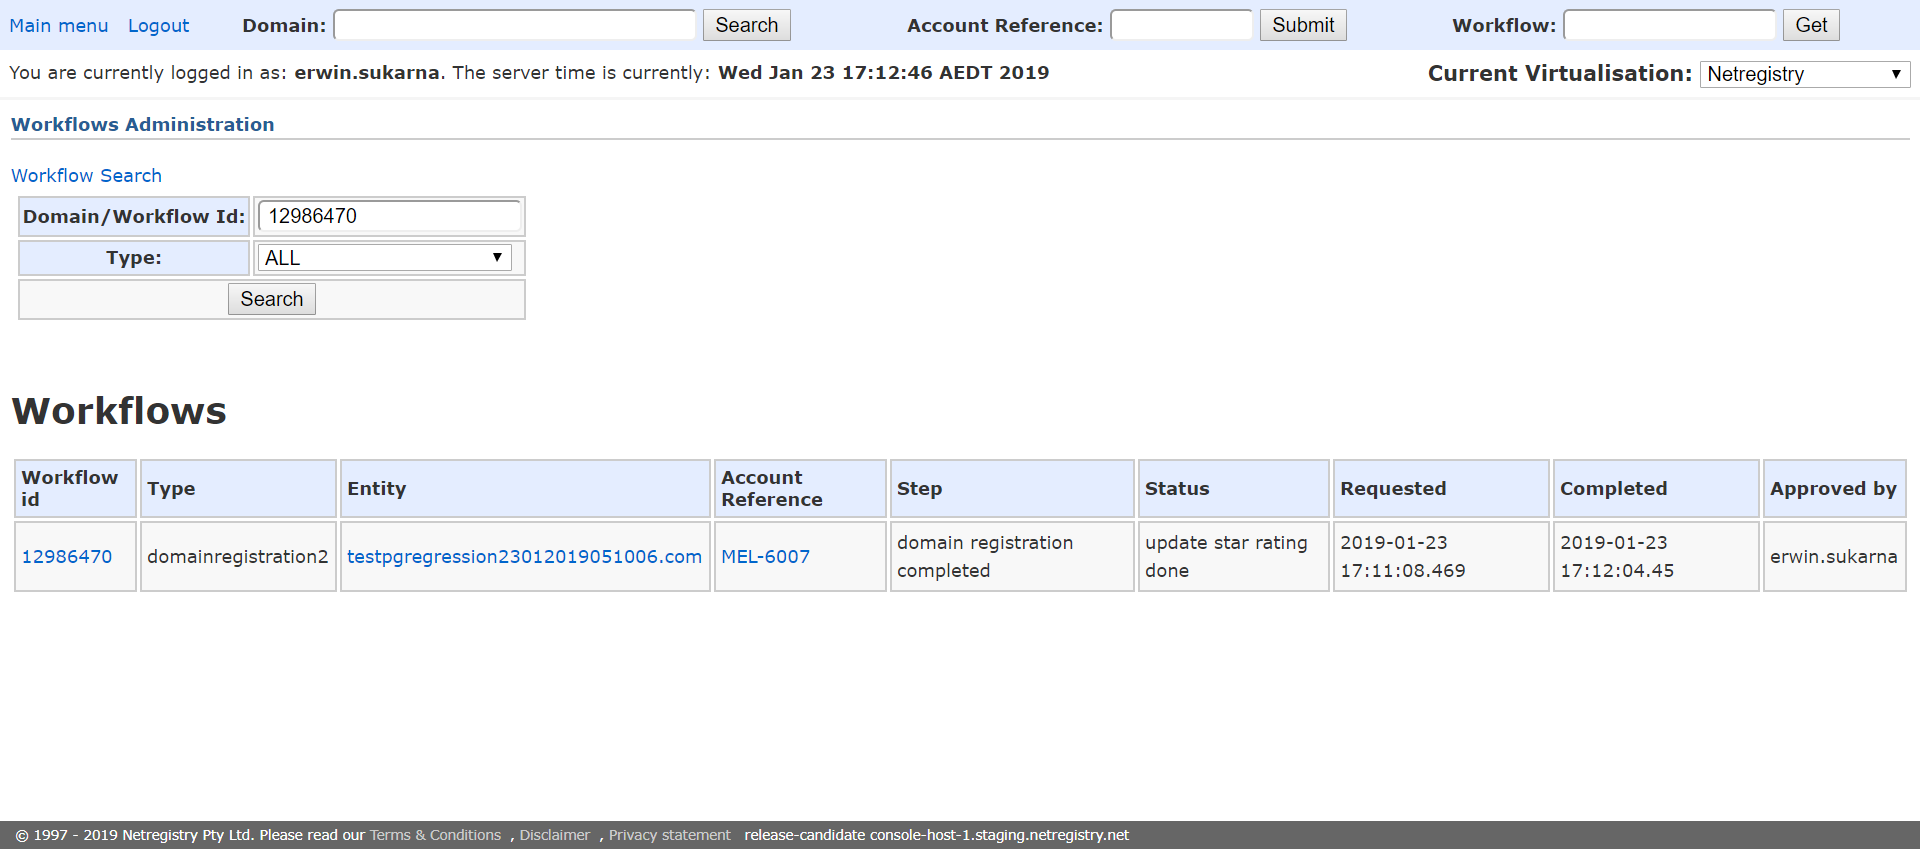 Main menu Logout Domain: Search Account Reference: Submit Workflow: Get
You are currently logged in as: erwin.sukarna. The server time is currently: Wed Jan 23 17:12:46 AEDT 2019 Current Virtualisation: Netregistry
Workflows Administration
Workflow Search
Domain/Workflow Id: 12986470
Type: ALL
Search
Workflows
Workflow id Type Entity Account Reference Step Status Requested Completed Approved by
12986470 domainregistration2 testpgregression23012019051006.com MEL-6007 domain registration completed update star rating done 2019-01-23 17:11:08.469 2019-01-23 17:12:04.45 erwin.sukarna
© 1997 - 2019 Netregistry Pty Ltd. Please read our Terms & Conditions , Disclaimer , Privacy statement release-candidate console-host-1.staging.netregistry.net